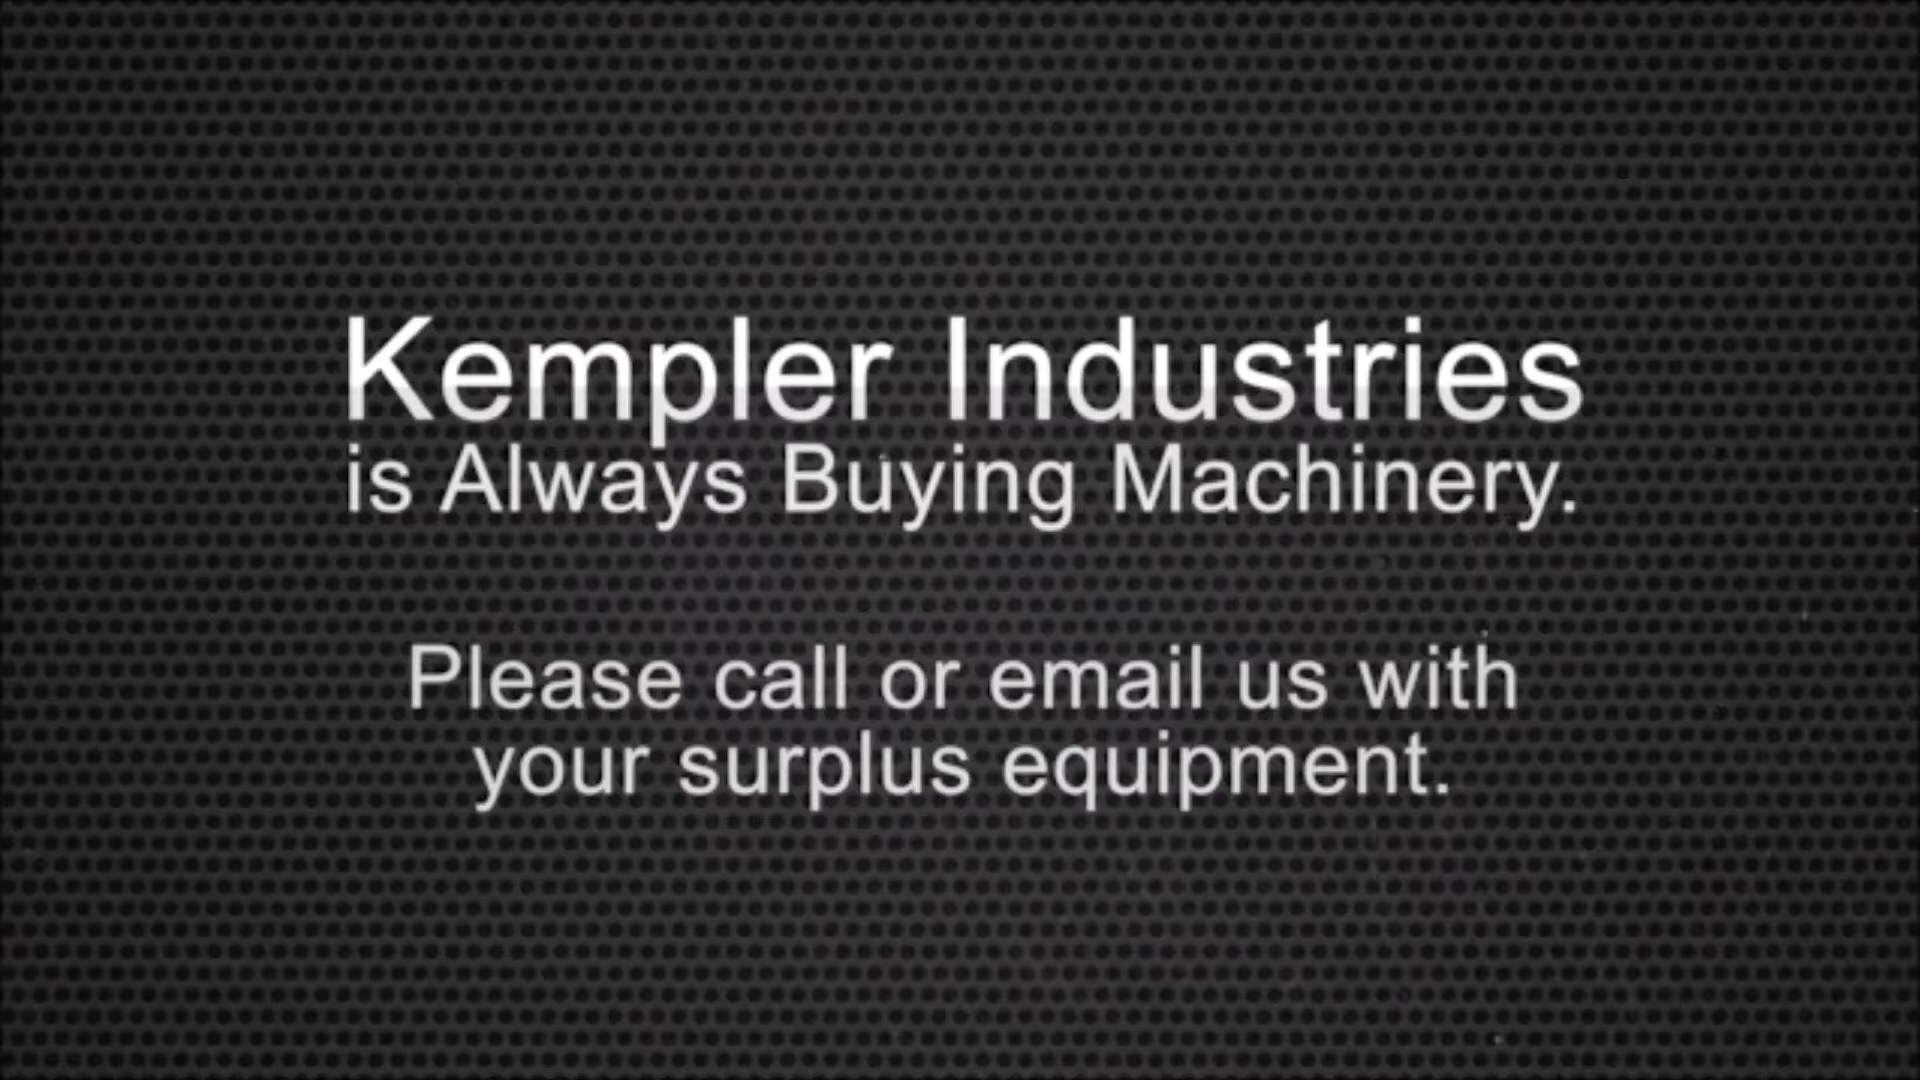 Kempler Industries
is Always Buying Machinery.
Please call or email us with
your surplus equipment.